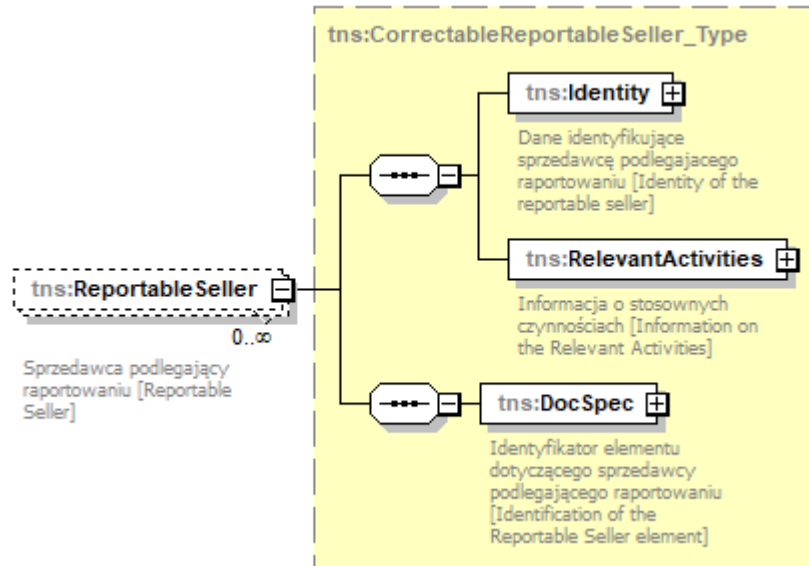 tns:CorrectableReportableSeller_Type
tns:Identity
Dane identyfikujące
sprzedawcę podlegajacego
raportowaniu [Identity of the
reportable seller]
tns:RelevantActivities
Informacja o stosownych
czynnościach [Information on
the Relevant Activities]
tns:ReportableSeller
0..∞
Sprzedawca podlegający
raportowaniu [Reportable
Seller]
tns:DocSpec
Identyfikator elementu
dotyczącego sprzedawcy
podlegającego raportowaniu
[Identification of the
Reportable Seller element]